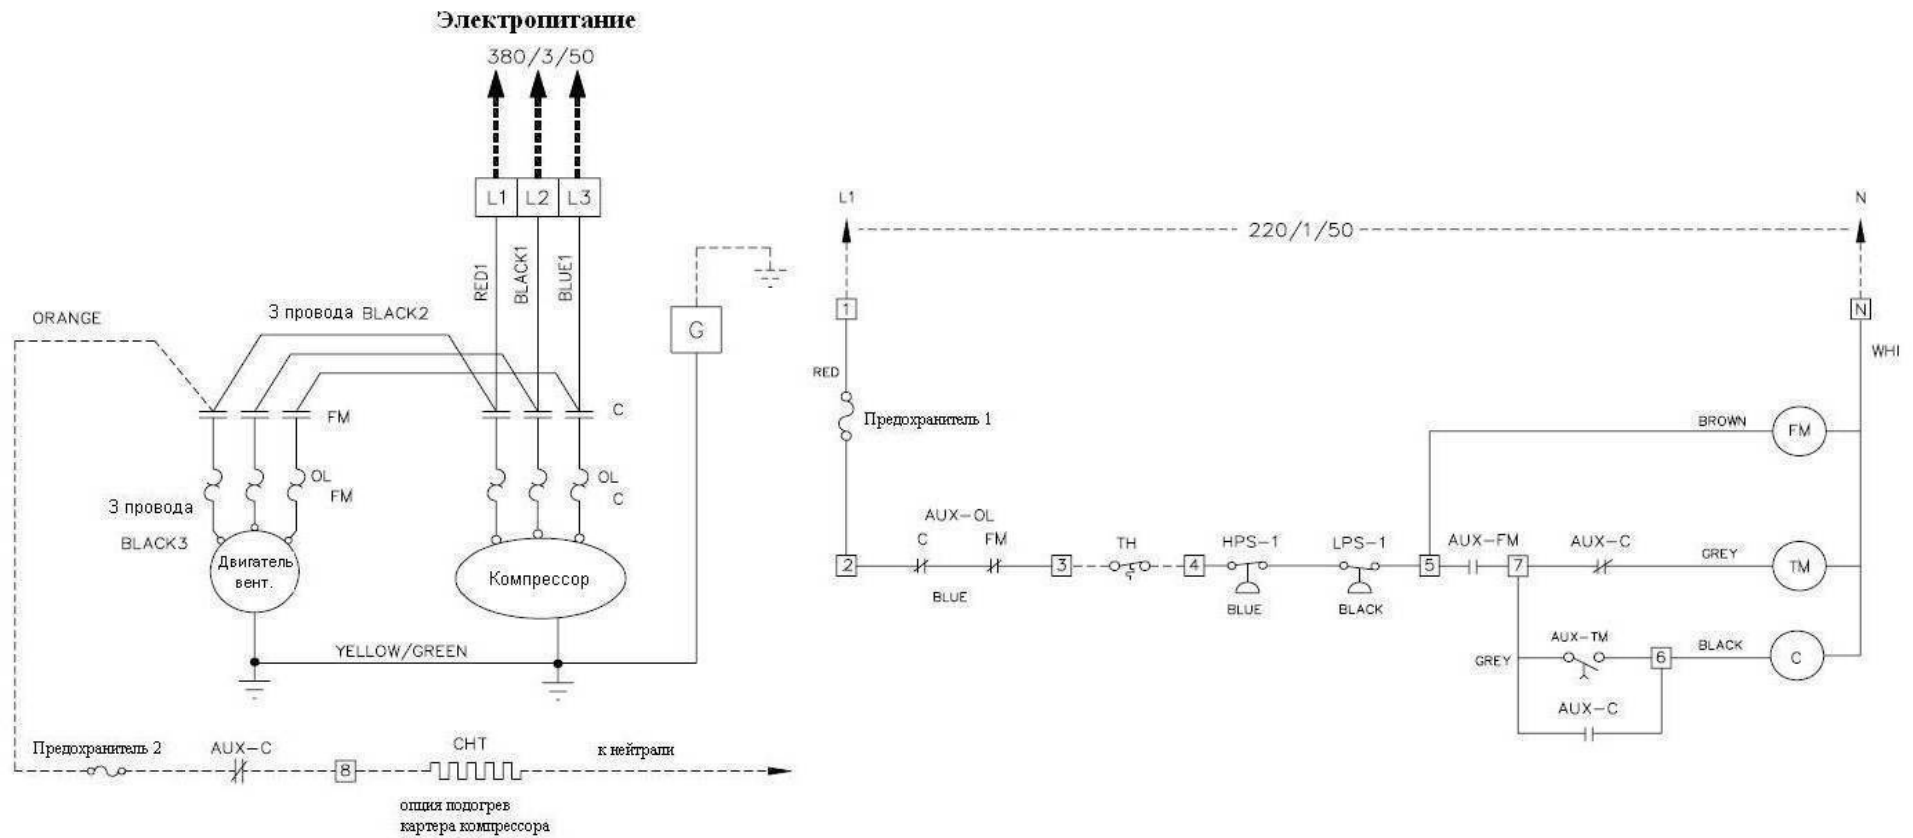 Электропитание
380/3/50
L1 L2 L3
RED1
BLACK1
BLUE1
G
ORANGE
3 провода BLACK2
FM
C
OL
FM
OL
C
3 провода
BLACK3
Двигатель
вент.
Компрессор
YELLOW/GREEN
Предохранитель 2
AUX-C
8
CHT
к нейтрали
опция подогрев
картера компрессора
L1
N
220/1/50
1
N
RED
WHI
Предохранитель 1
BROWN
FM
AUX-OL
C
FM
2
BLUE
3
TH
4
HPS-1
BLUE
LPS-1
BLACK
5
AUX-FM
7
AUX-C
GREY
TM
AUX-TM
GREY
6
BLACK
C
AUX-C